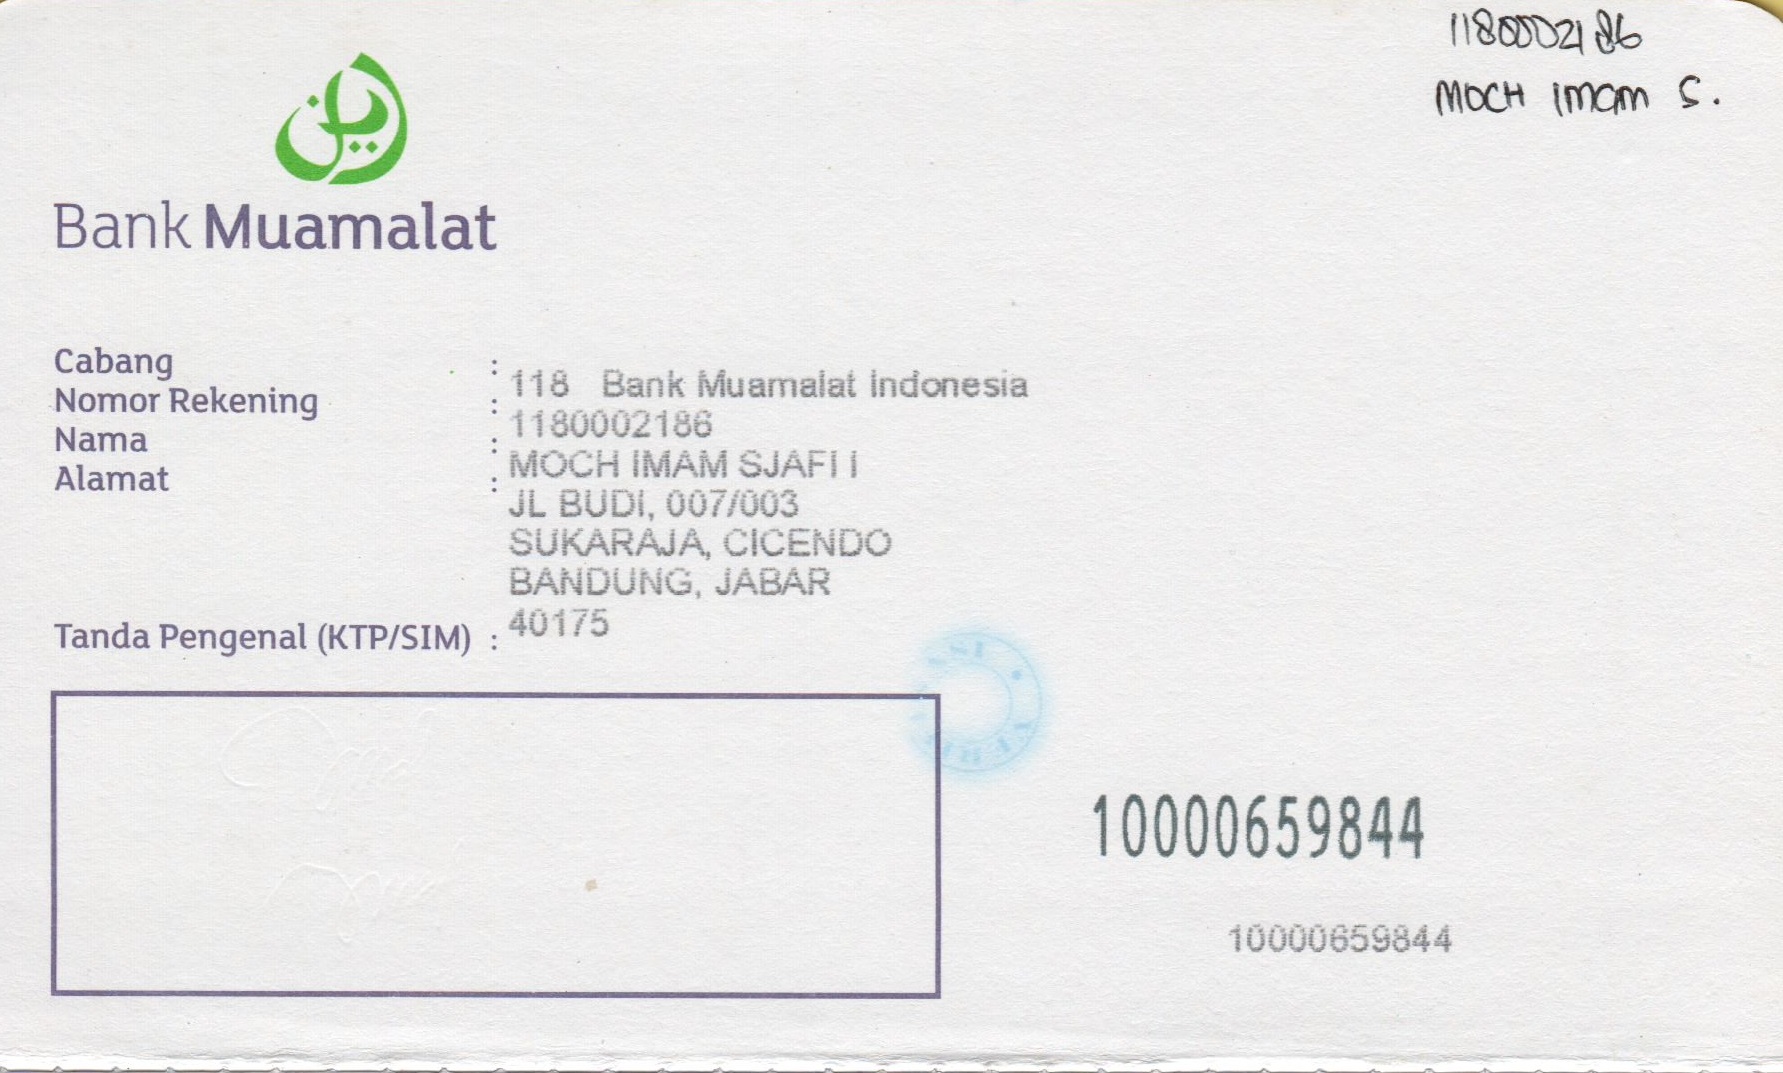 1180002186
MOCH IMAM S.
Bank Muamalat
Cabang : 118 Bank Muamalat Indonesia
Nomor Rekening : 1180002186
Nama : MOCH IMAM SJAFI I
Alamat : JL BUDI, 007/003
SUKARAJA, CICENDO
BANDUNG, JABAR
40175
Tanda Pengenal (KTP/SIM) :
10000659844
10000659844